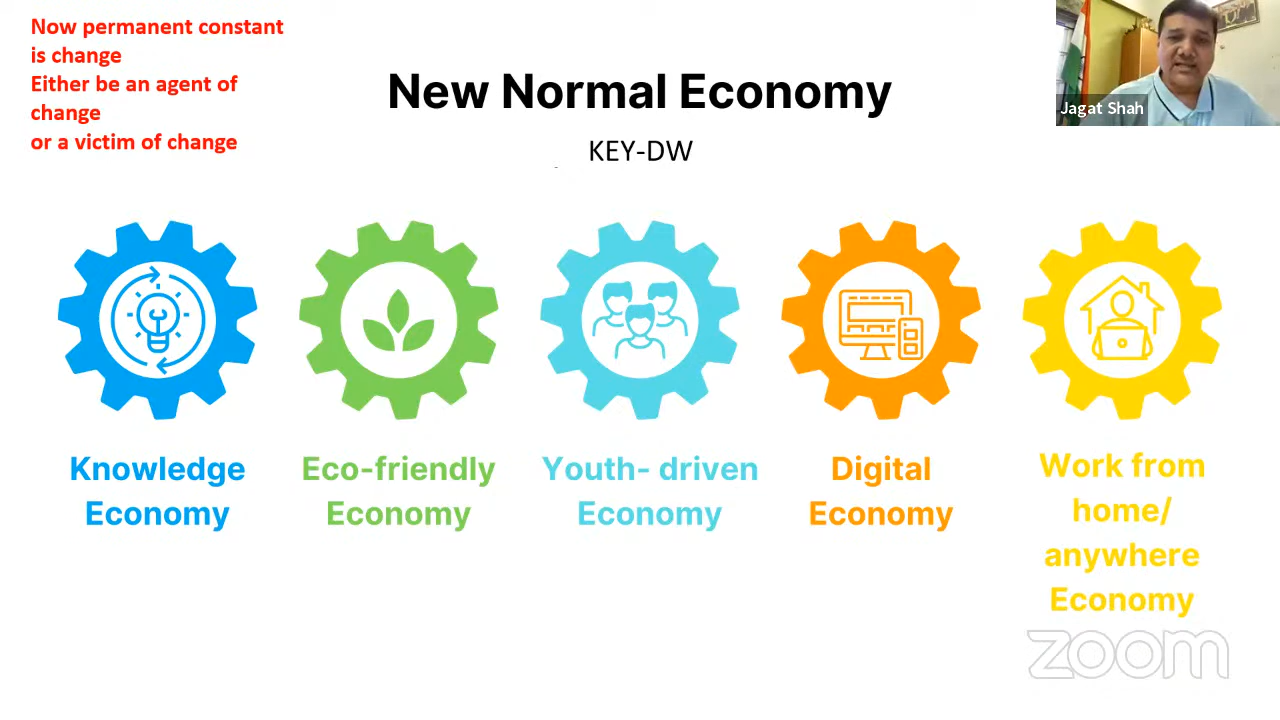 Now permanent constant
is change
Either be an agent of
change
or a victim of change
New Normal Economy
KEY-DW
Jagat Shah
Knowledge
Economy
Eco-friendly
Economy
Youth- driven
Economy
Digital
Economy
Work from
home/
anywhere
Economy
zoom